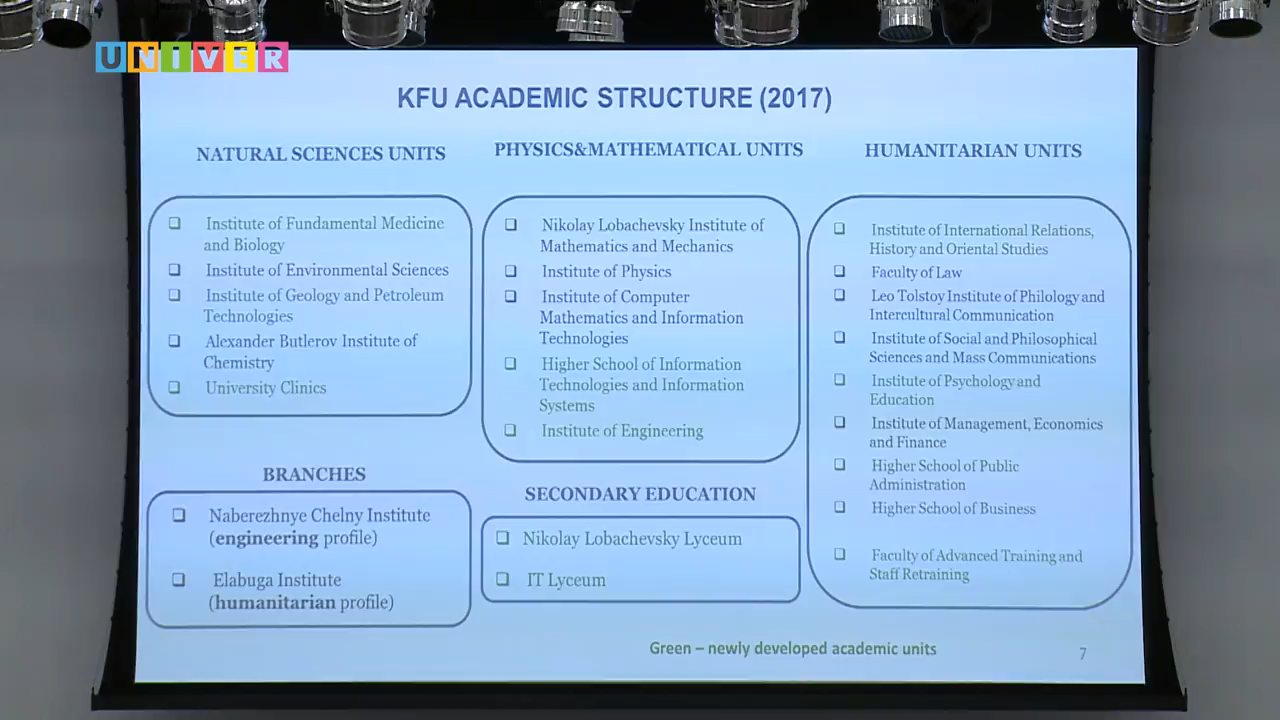 UNIVER
KFU ACADEMIC STRUCTURE (2017)
NATURAL SCIENCES UNITS
Institute of Fundamental Medicine
and Biology
Institute of Environmental Sciences
Institute of Geology and Petroleum
Technologies
Alexander Butlerov Institute of
Chemistry
University Clinics
BRANCHES
Naberezhnye Chelny Institute
(engineering profile)
Elabuga Institute
(humanitarian profile)
PHYSICS&MATHEMATICAL UNITS
Nikolay Lobachevsky Institute of
Mathematics and Mechanics
Institute of Physics
Institute of Computer
Mathematics and Information
Technologies
Higher School of Information
Technologies and Information
Systems
Institute of Engineering
SECONDARY EDUCATION
Nikolay Lobachevsky Lyceum
IT Lyceum
HUMANITARIAN UNITS
Institute of International Relations,
History and Oriental Studies
Faculty of Law
Leo Tolstoy Institute of Philology and
Intercultural Communication
Institute of Social and Philosophical
Sciences and Mass Communications
Institute of Psychology and
Education
Institute of Management, Economics
and Finance
Higher School of Public
Administration
Higher School of Business
Faculty of Advanced Training and
Staff Retraining
Green – newly developed academic units
7